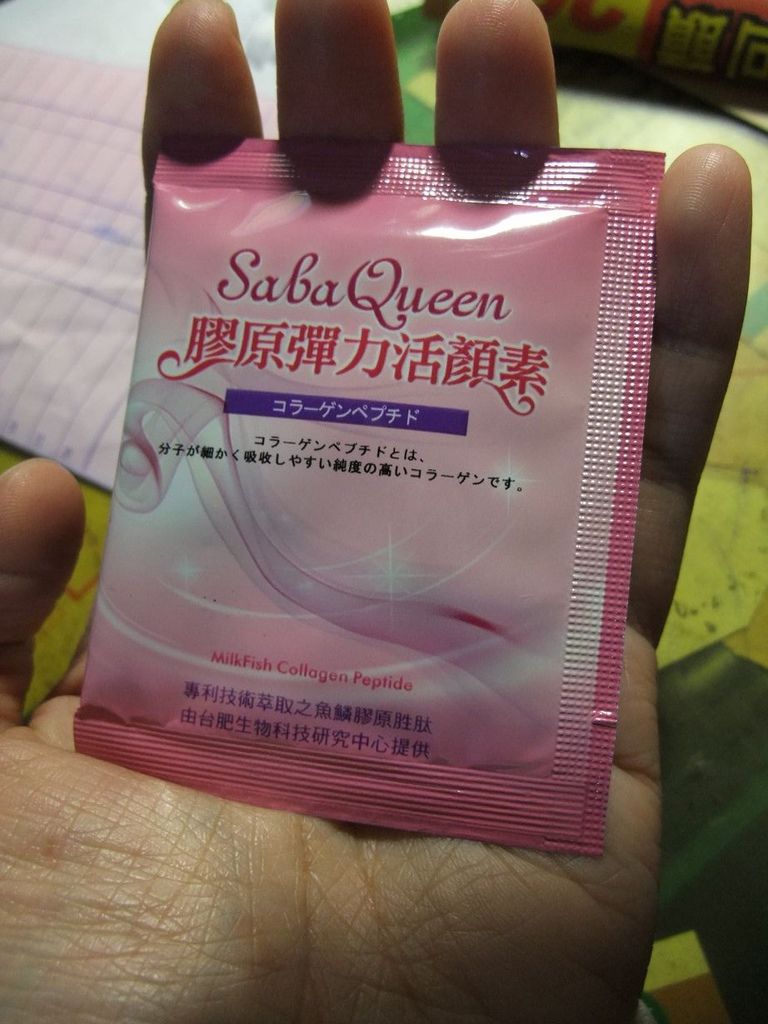 Saba Queen
膠原彈力活顏素
コラーゲンペプチド
コラーゲンペプチドとは、
分子が細かく吸収しやすい純度の高いコラーゲンです。
MilkFish Collagen Peptide
專利技術萃取之魚鱗膠原胜肽
由台肥生物科技研究中心提供